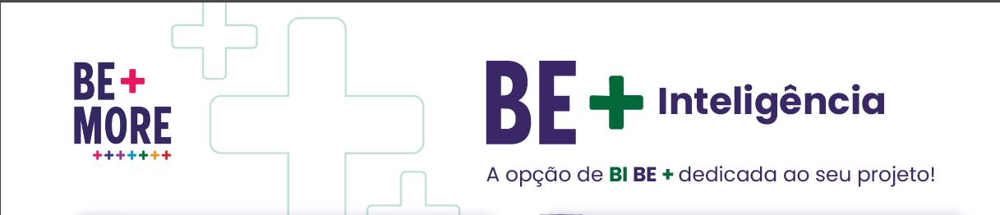 BE+
MORE
BE + Inteligência
A opção de BI BE + dedicada ao seu projeto!